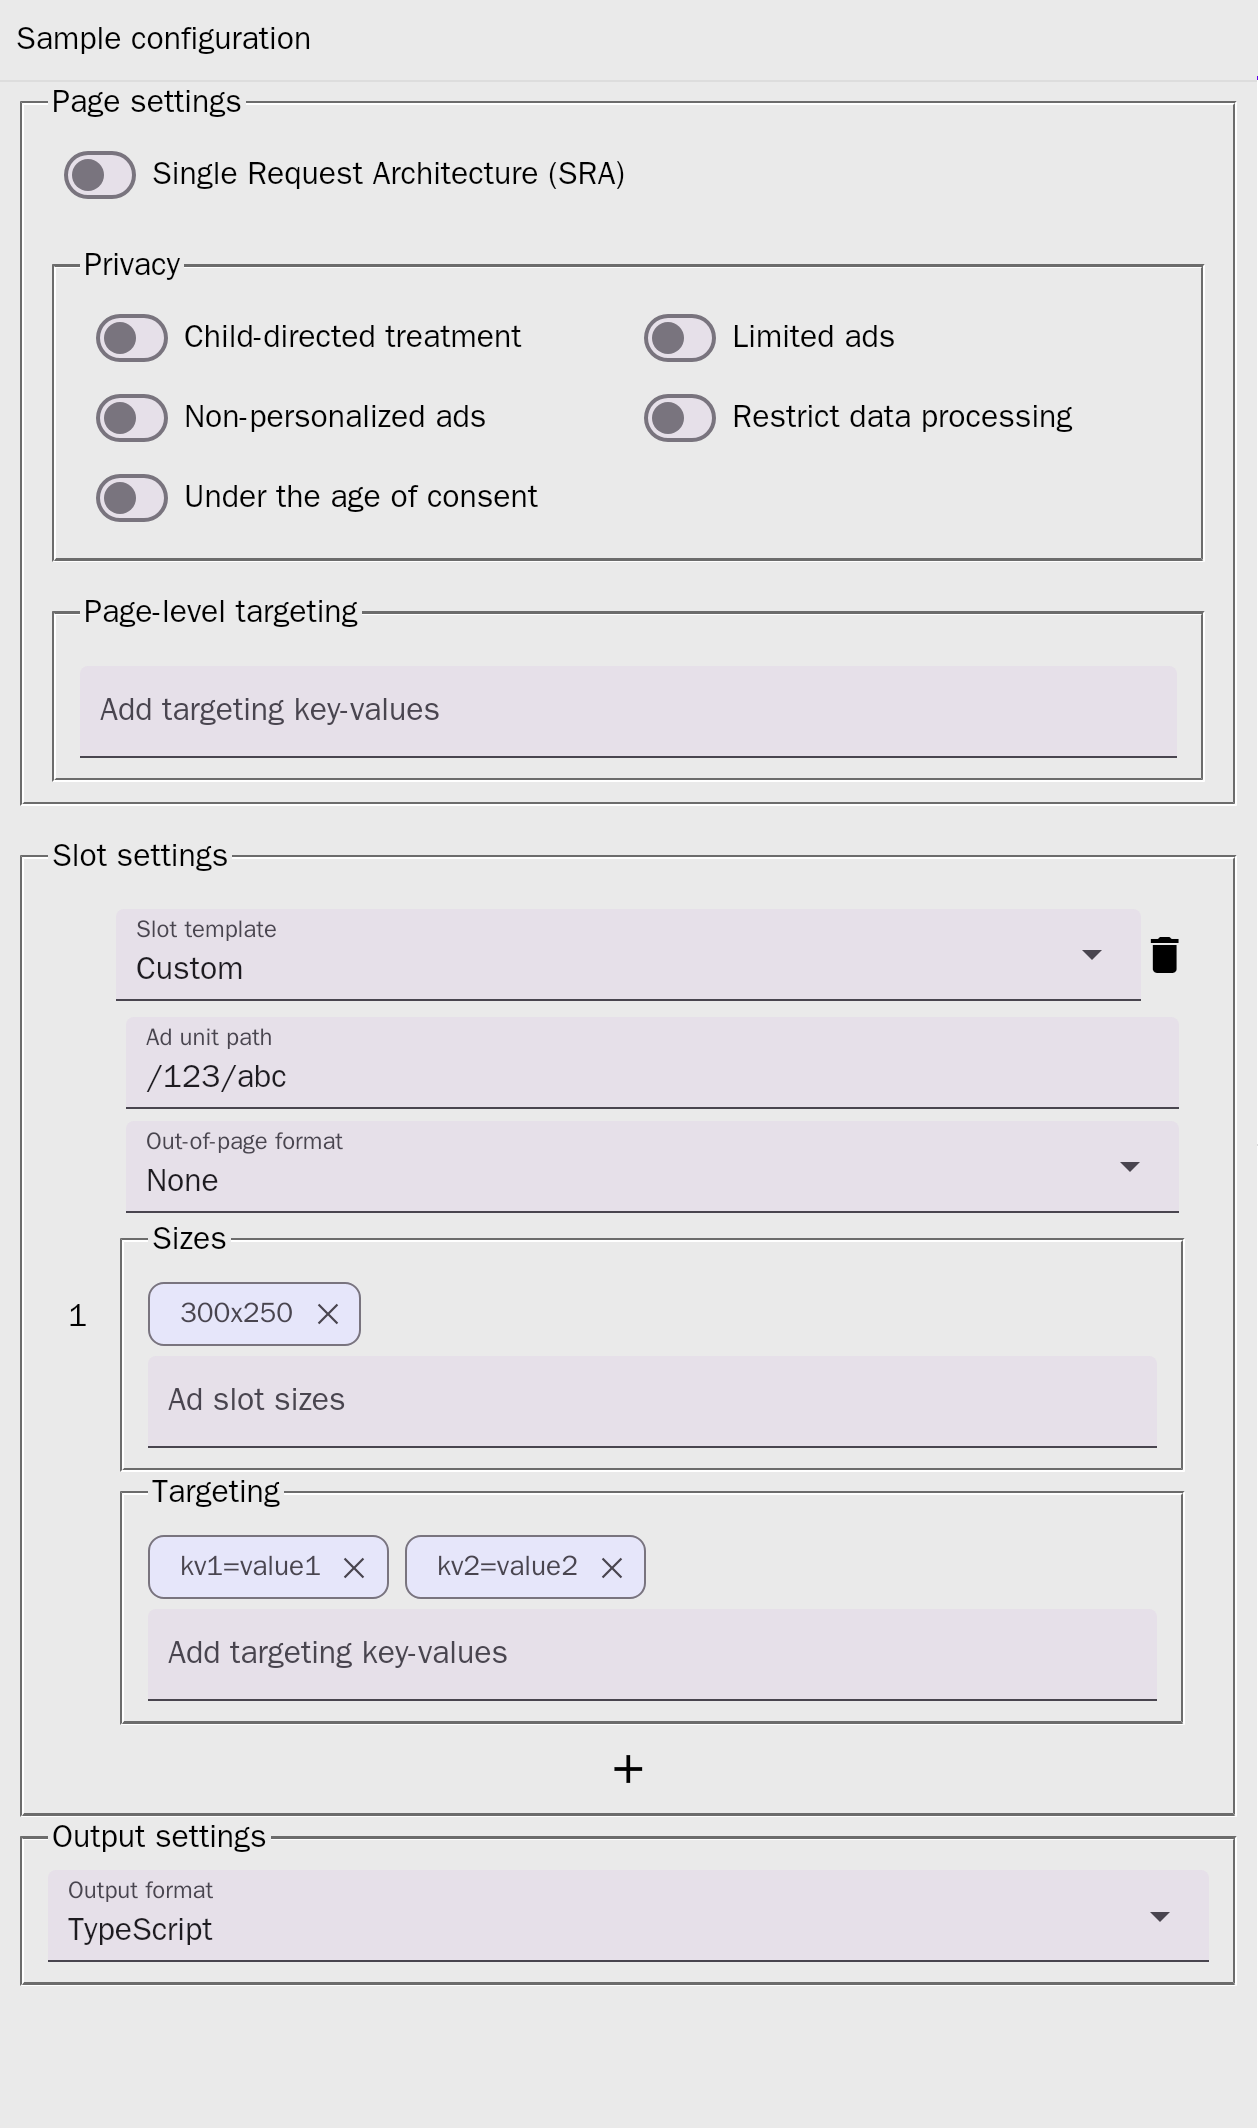 Sample configuration
Page settings
Single Request Architecture (SRA)
Privacy
Child-directed treatment
Limited ads
Non-personalized ads
Restrict data processing
Under the age of consent
Page-level targeting
Add targeting key-values
Slot settings
Slot template
Custom
Ad unit path
/123/abc
Out-of-page format
None
Sizes
1
300x250
Ad slot sizes
Targeting
kv1=value1
kv2=value2
Add targeting key-values
Output settings
Output format
TypeScript